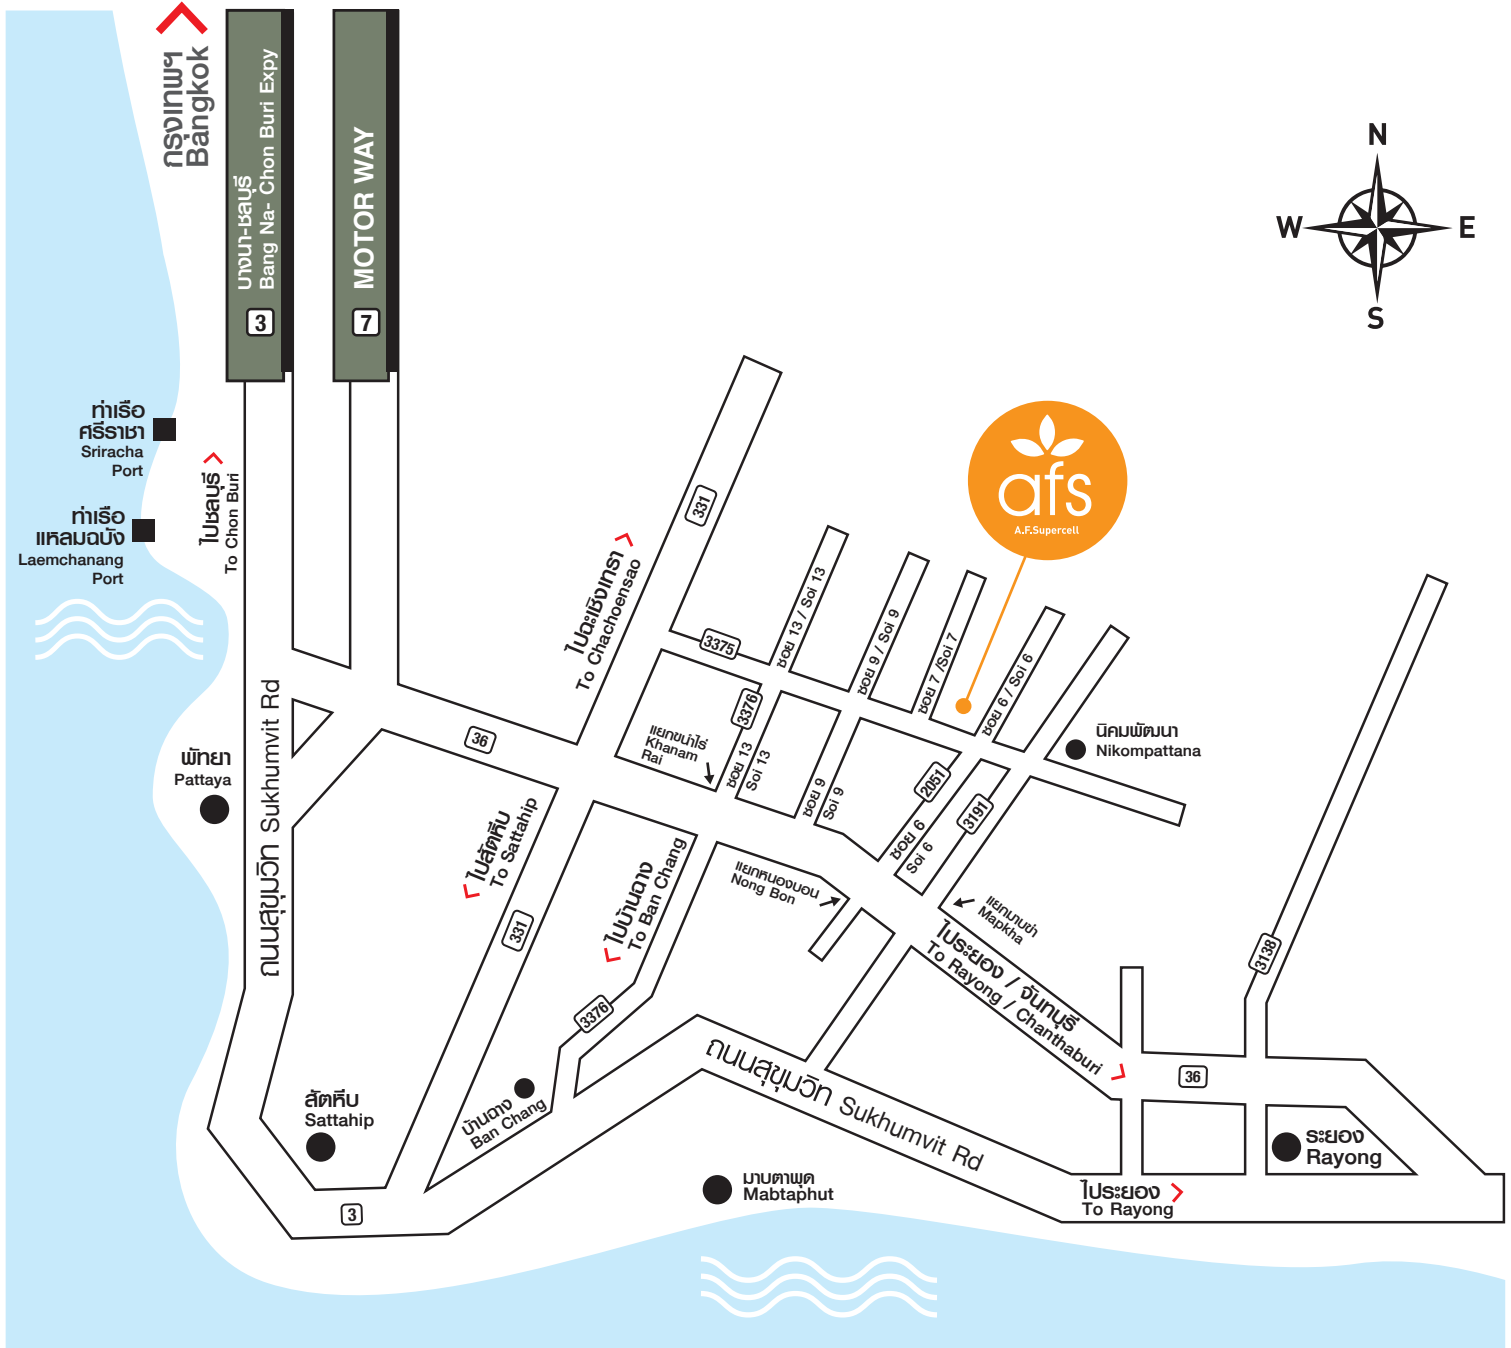 กรุงเทพฯ
Bangkok
บางนา-ชลบุรี
Bang Na- Chon Buri Expy
3
MOTOR WAY
7
N
W
E
S
ท่าเรือ
ศรีราชา
Sriracha
Port
ท่าเรือ
แหลมฉบัง
Laemchanang
Port
ไปชลบุรี
To Chon Buri
331
ไปฉะเชิงเทรา
To Chachoensao
afs
A.F.Supercell
3375
ซอย 13 / Soi 13
ซอย 9 / Soi 9
ซอย 7 /Soi 7
ซอย 6 / Soi 6
3376
แยกขนำไร่
Khanam
Rai
ซอย 13
Soi 13
ซอย 9
Soi 9
2051
3191
ซอย 6
Soi 6
นิคมพัฒนา
Nikompattana
36
พัทยา
Pattaya
ถนนสุขุมวิท Sukhumvit Rd
ไปสัตหีบ
To Sattahip
331
ไปบ้านฉาง
To Ban Chang
3376
แยกหนองบอน
Nong Bon
แยกมาบข่า
Mapkha
ไประยอง / จันทบุรี
To Rayong / Chanthaburi
3138
36
ถนนสุขุมวิท Sukhumvit Rd
สัตหีบ
Sattahip
บ้านฉาง
Ban Chang
3
มาบตาพุด
Mabtaphut
ไประยอง
To Rayong
ระยอง
Rayong